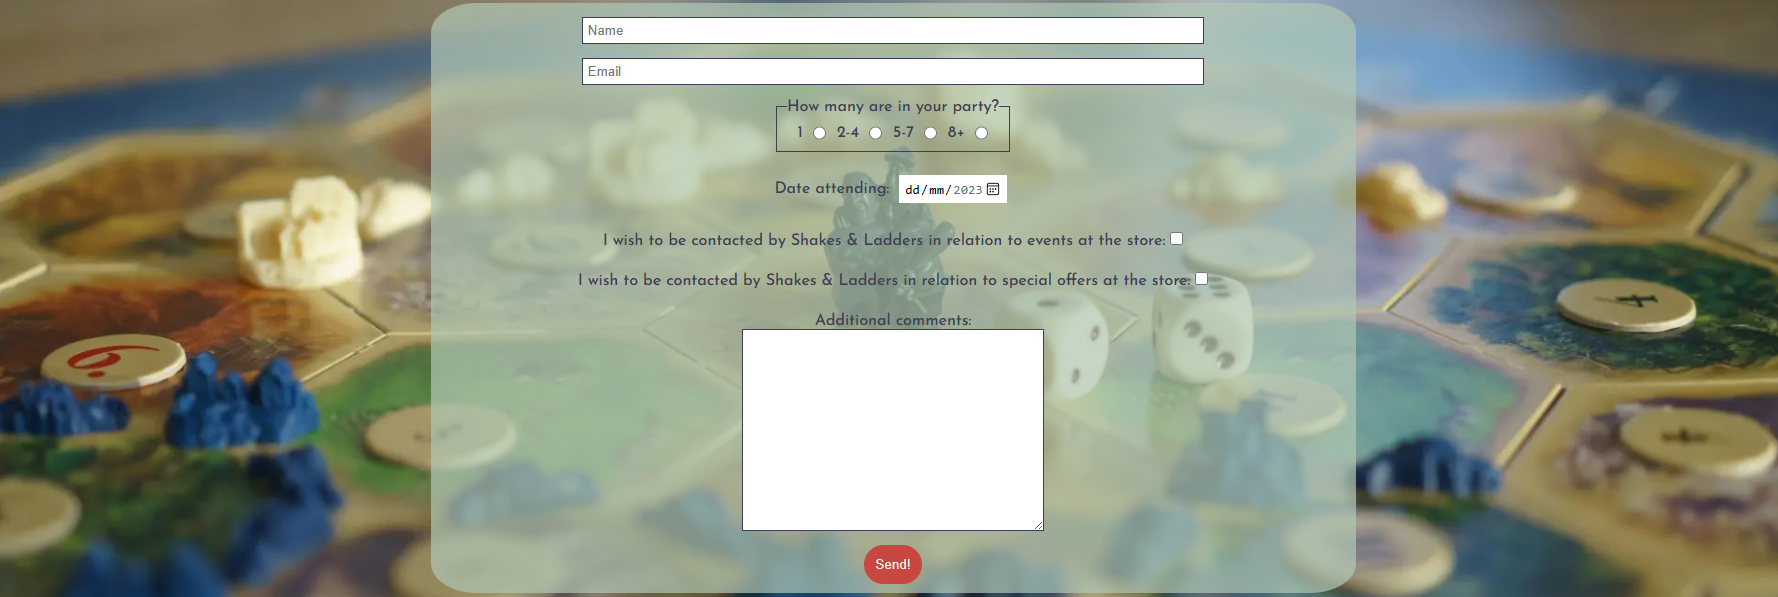 Name
Email
How many are in your party?
1 2-4 5-7 8+
Date attending: dd/mm/2023
I wish to be contacted by Shakes & Ladders in relation to events at the store:
I wish to be contacted by Shakes & Ladders in relation to special offers at the store:
Additional comments:
6
4
Send!